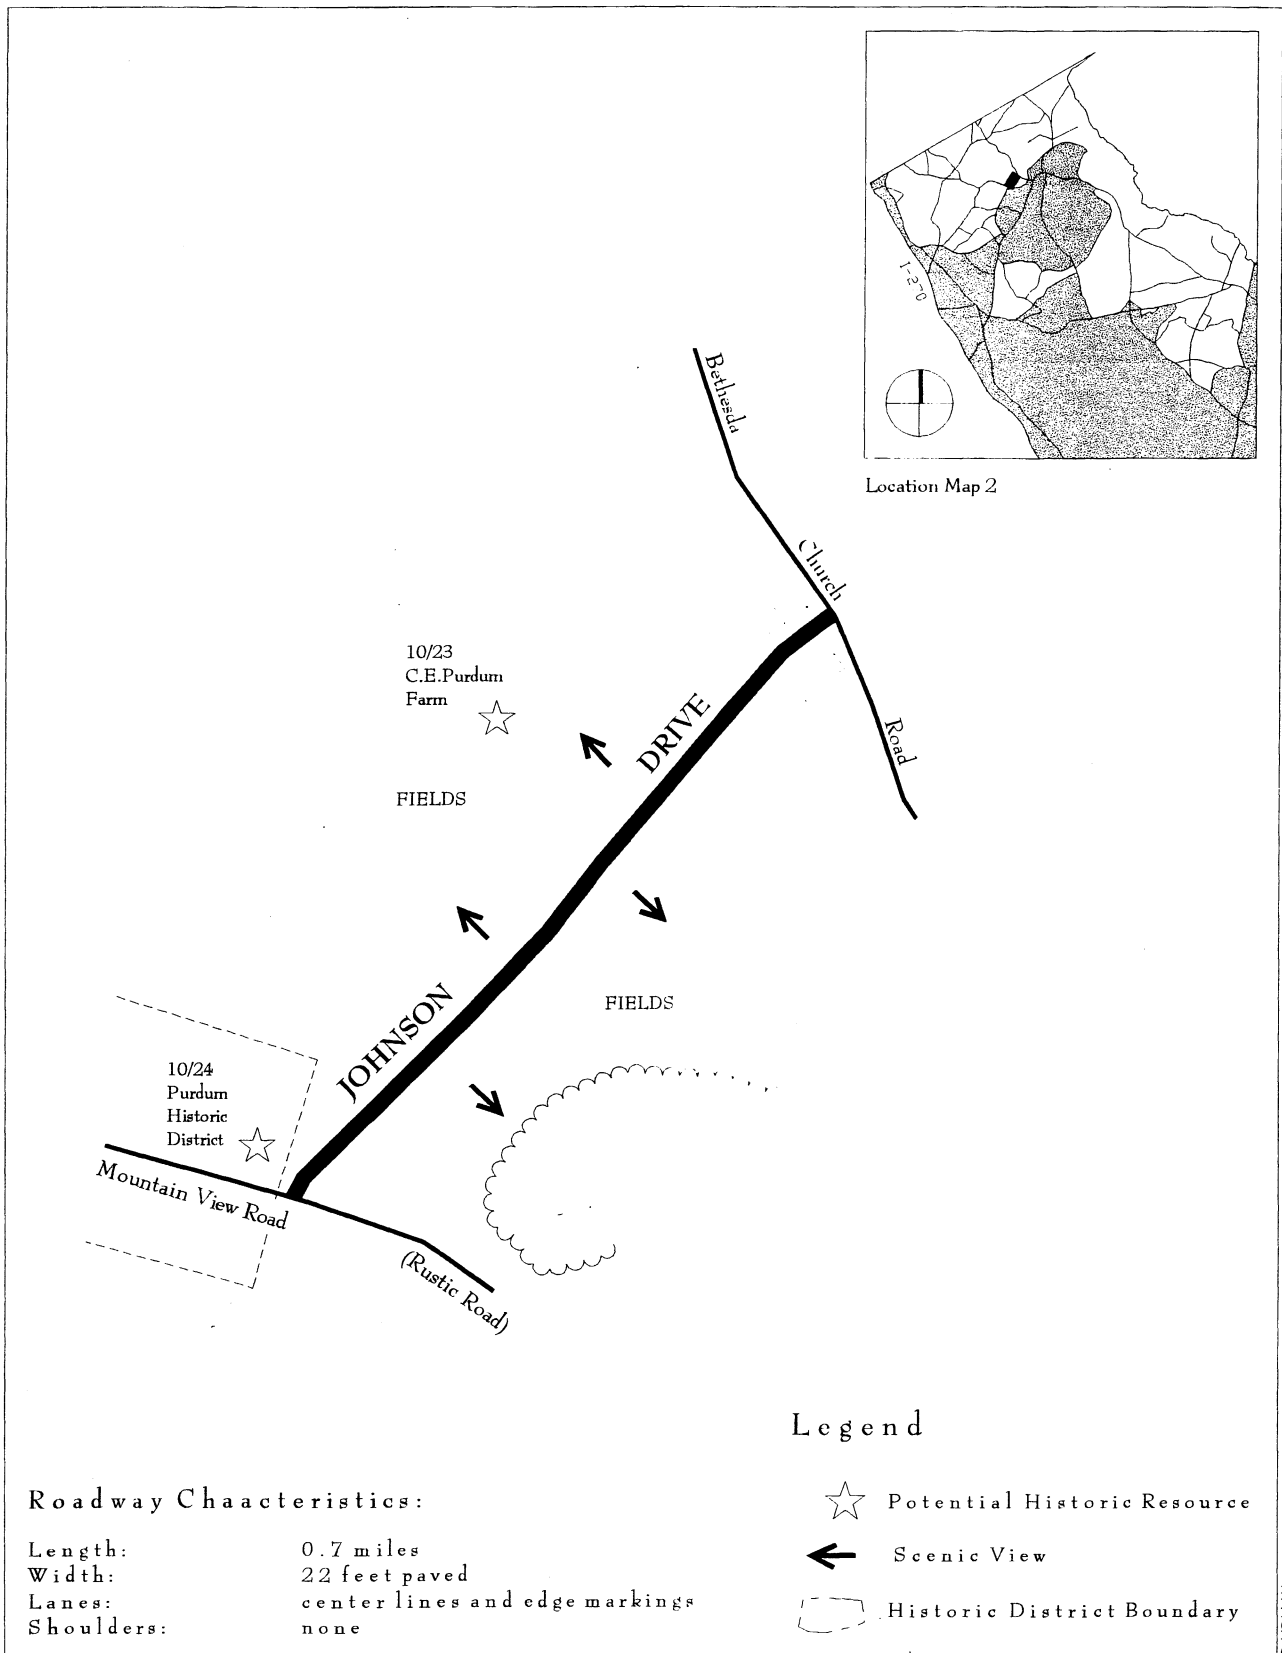 I-270
Location Map 2
Bethesda
Church
Road
10/23
C.E.Purdum
Farm
DRIVE
FIELDS
FIELDS
JOHNSON
10/24
Purdum
Historic
District
Mountain View Road
(Rustic Road)
Legend
Potential Historic Resource
Scenic View
Historic District Boundary
Roadway Chaacteristics:
Length: 0.7 miles
Width: 22 feet paved
Lanes: center lines and edge markings
Shoulders: none